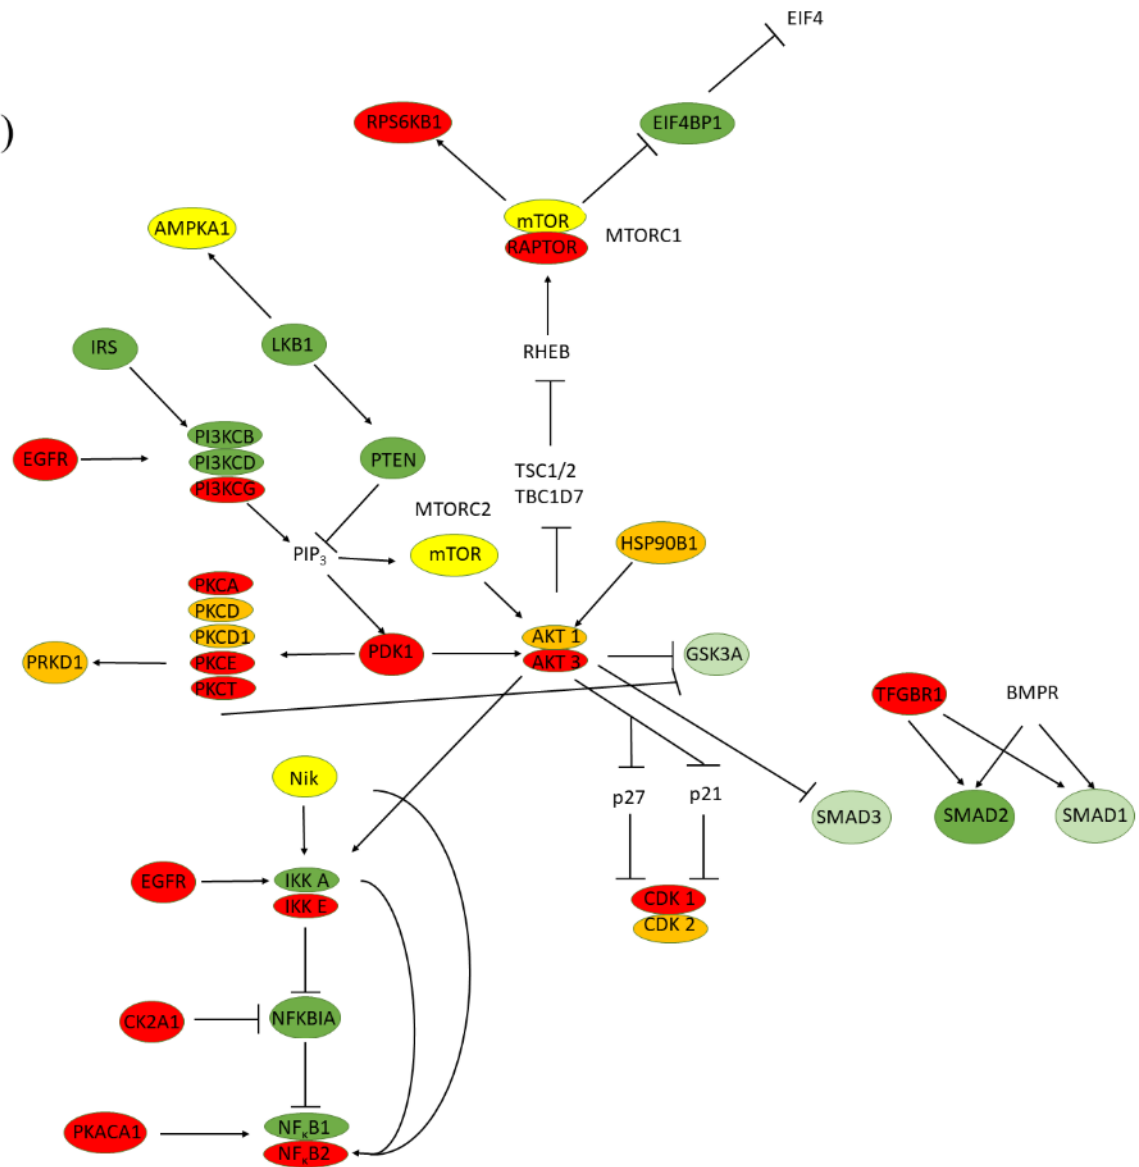 EIF4
)
RPS6KB1
EIF4BP1
mTOR
RAPTOR
MTORC1
AMPKA1
IRS
LKB1
RHEB
EGFR
PI3KCB
PI3KCD
PI3KCG
PTEN
TSC1/2
TBC1D7
MTORC2
PIP3
mTOR
HSP90B1
PKCA
PKCD
PKCD1
PKCE
PKCT
PRKD1
PDK1
AKT 1
AKT 3
GSK3A
TFGBR1
BMPR
Nik
p27
p21
SMAD3
SMAD2
SMAD1
EGFR
IKK A
IKK E
CDK 1
CDK 2
CK2A1
NFKBIA
PKACA1
NFκB1
NFκB2